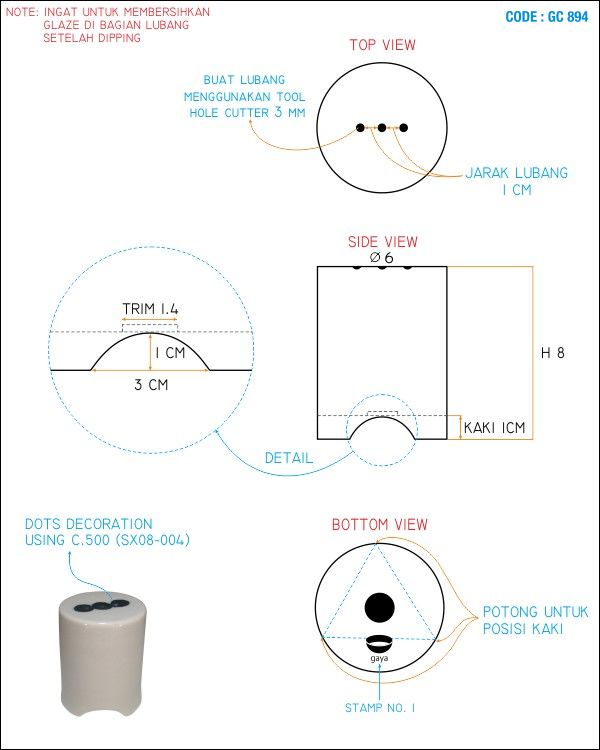 NOTE: INGAT UNTUK MEMBERSIHKAN
GLAZE DI BAGIAN LUBANG
SETELAH DIPPING
CODE : GC 894
TOP VIEW
BUAT LUBANG
MENGGUNAKAN TOOL
HOLE CUTTER 3 MM
JARAK LUBANG
1 CM
SIDE VIEW
Ø 6
TRIM 1.4
1 CM
3 CM
H 8
KAKI 1CM
DETAIL
DOTS DECORATION
USING C.500 (SX08-004)
BOTTOM VIEW
POTONG UNTUK
POSISI KAKI
gaya
STAMP NO. 1